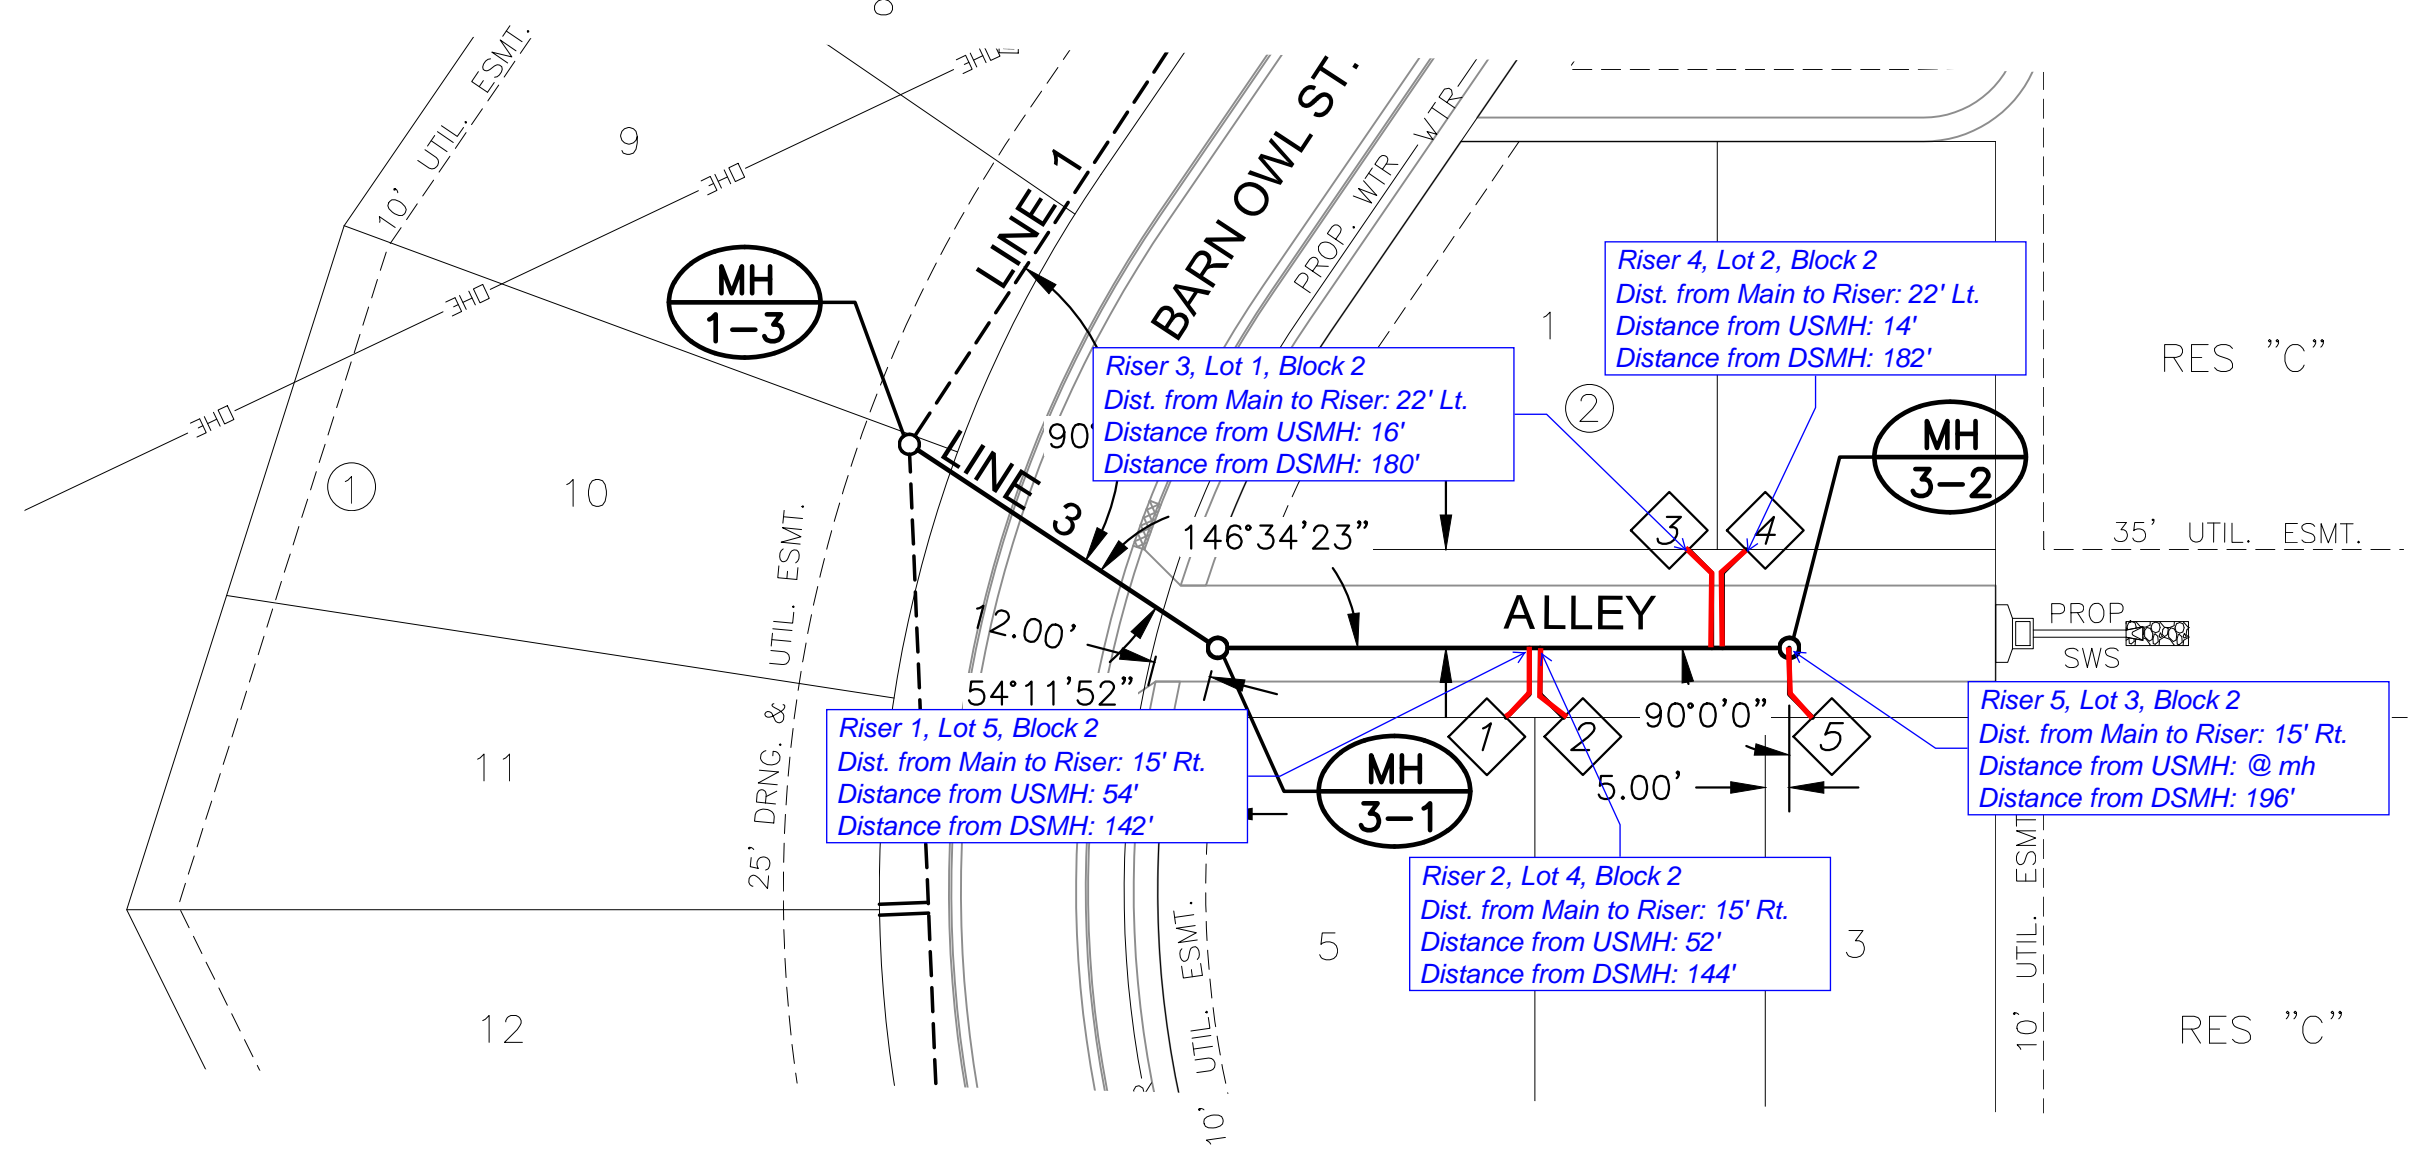 10' UTIL. ESMT.
9
OHE
OHE
OHE
OHE
LINE 1
BARN OWL ST.
PROP. WTR
WTR
MH
1-3
Riser 4, Lot 2, Block 2
Dist. from Main to Riser: 22' Lt.
Distance from USMH: 14'
Distance from DSMH: 182'
1
RES "C"
Riser 3, Lot 1, Block 2
Dist. from Main to Riser: 22' Lt.
Distance from USMH: 16'
Distance from DSMH: 180'
2
90°
MH
3-2
LINE 3
1
10
146°34'23"
3
4
35' UTIL. ESMT.
ALLEY
PROP
SWS
12.00'
54°11'52"
25' DRNG. & UTIL. ESMT.
11
Riser 1, Lot 5, Block 2
Dist. from Main to Riser: 15' Rt.
Distance from USMH: 54'
Distance from DSMH: 142'
MH
3-1
1
2
90°0'0"
5
5.00'
Riser 5, Lot 3, Block 2
Dist. from Main to Riser: 15' Rt.
Distance from USMH: @ mh
Distance from DSMH: 196'
Riser 2, Lot 4, Block 2
Dist. from Main to Riser: 15' Rt.
Distance from USMH: 52'
Distance from DSMH: 144'
5
3
12
10' UTIL. ESMT.
UTIL. ESMT.
10' UTIL. ESMT
RES "C"